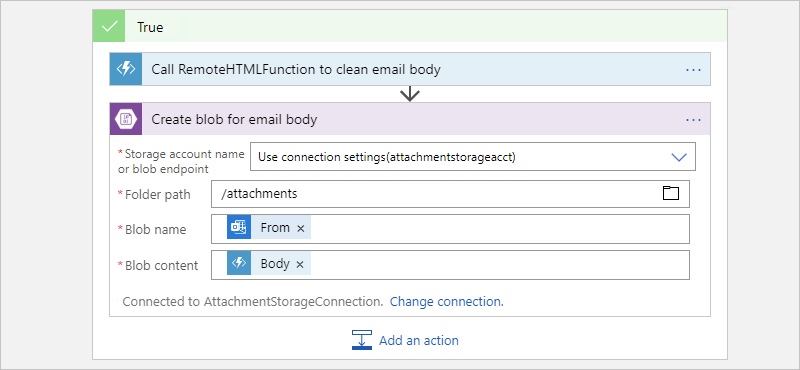 True
Call RemoteHTMLFunction to clean email body
Create blob for email body
*Storage account name
or blob endpoint
Use connection settings(attachmentstorageacct)
*Folder path
/attachments
*Blob name
From ×
*Blob content
Body ×
Connected to AttachmentStorageConnection. Change connection.
Add an action